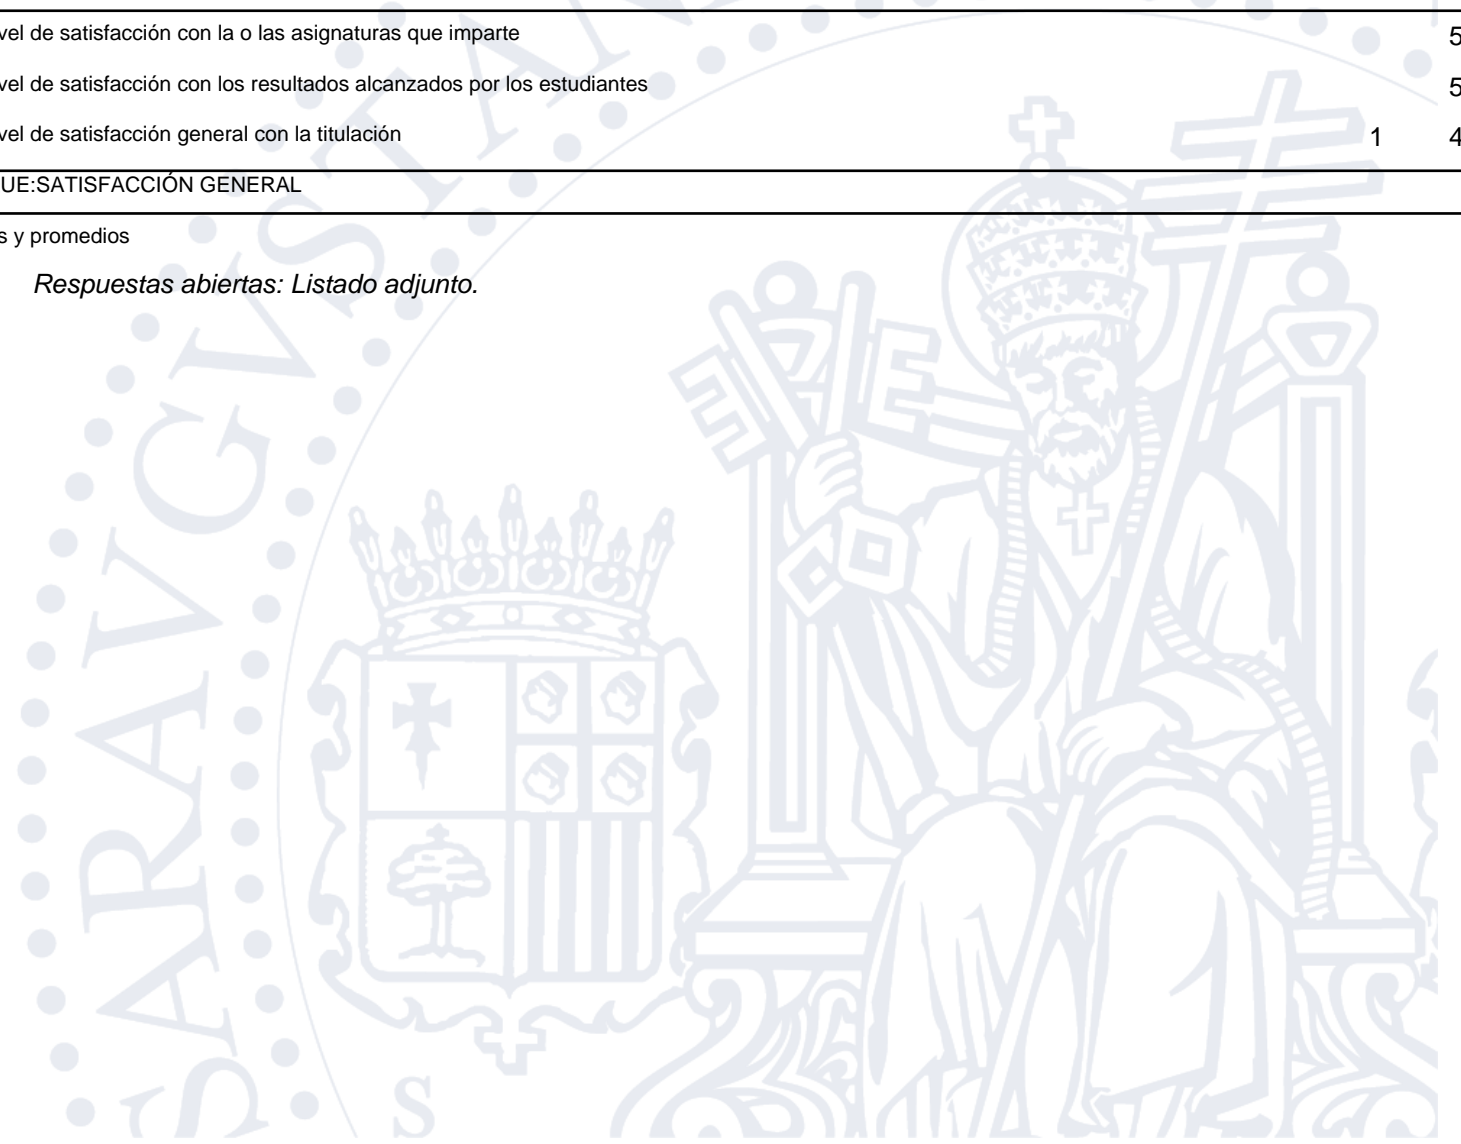 vel de satisfacción con la o las asignaturas que imparte 5
vel de satisfacción con los resultados alcanzados por los estudiantes 5
vel de satisfacción general con la titulación 1 4
UE:SATISFACCIÓN GENERAL
s y promedios
Respuestas abiertas: Listado adjunto.
SARAVGVSTAN
S